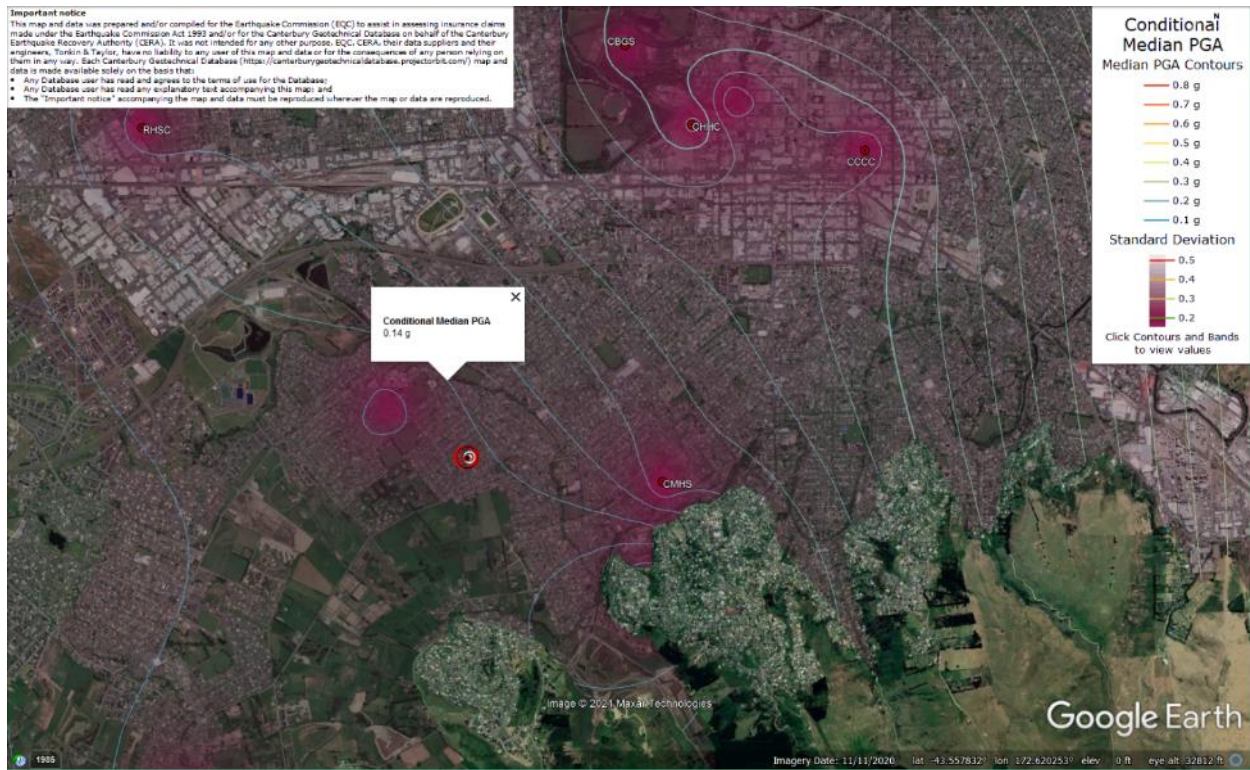 Important notice
This map and data was prepared and/or compiled for the Earthquake Commission (EQC) to assist in assessing insurance claims
made under the Earthquake Commission Act 1993 and/or for the Canterbury Geotechnical Database on behalf of the Canterbury
Earthquake Recovery Authority (CERA). It was not intended for any other purpose. EQC, CERA, their data suppliers and their
engineers, Tonkin & Taylor, have no liability to any user of this map and data or for the consequences of any person relying on
them in any way. Each Canterbury Geotechnical Database (https://canterburygeotechnicaldatabase.projectorbit.com/) map and
data is made available solely on the basis that:
• Any Database user has read and agrees to the terms of use for the Database;
• Any Database user has read any explanatory text accompanying this map; and
• The "Important notice" accompanying the map and data must be reproduced wherever the map or data are reproduced.
N
Conditional
Median PGA
Median PGA Contours
0.8 g
0.7 g
0.6 g
0.5 g
0.4 g
0.3 g
0.2 g
0.1 g
Standard Deviation
0.5
0.4
0.3
0.2
Click Contours and Bands
to view values
CBGS
RHSC
CHHC
CCCC
Conditional Median PGA
0.14 g
CMHS
Image © 2024 Maxar Technologies
Google Earth
1985
Imagery Date: 11/11/2020 lat -43.557832° lon 172.620253° elev 0 ft eye alt 32812 ft